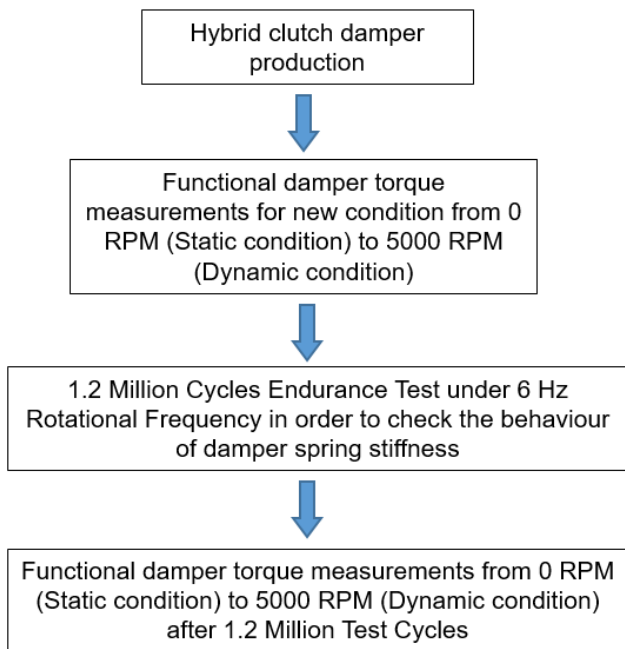 Hybrid clutch damper
production
Functional damper torque
measurements for new condition from 0
RPM (Static condition) to 5000 RPM
(Dynamic condition)
1.2 Million Cycles Endurance Test under 6 Hz
Rotational Frequency in order to check the behaviour
of damper spring stiffness
Functional damper torque measurements from 0 RPM
(Static condition) to 5000 RPM (Dynamic condition)
after 1.2 Million Test Cycles